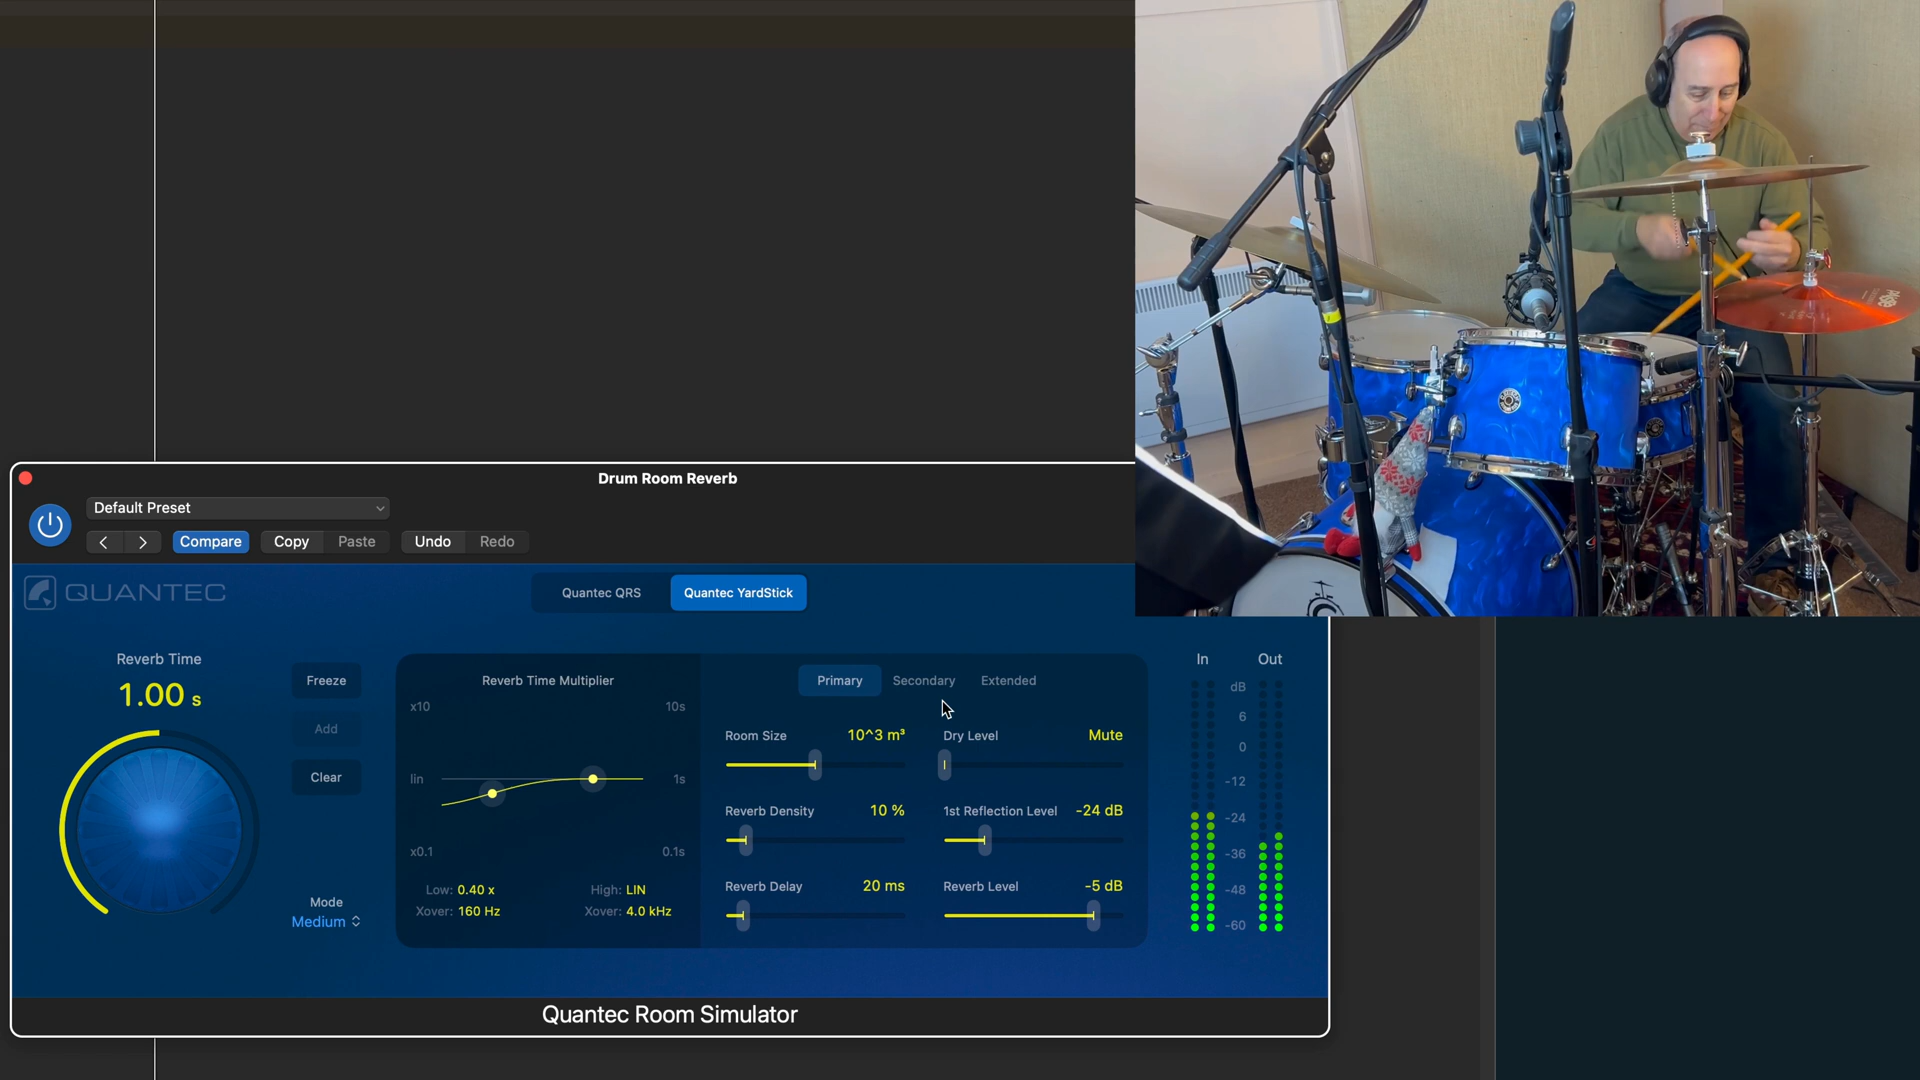 Drum Room Reverb
Default Preset
Compare Copy Paste Undo Redo
QUANTEC
Quantec QRS Quantec YardStick
Reverb Time
1.00 s
Freeze
Add
Clear
Mode
Medium
Reverb Time Multiplier
x10 10s
lin 1s
x0.1 0.1s
Low: 0.40 x High: LIN
Xover: 160 Hz Xover: 4.0 kHz
Primary Secondary Extended
Room Size 10^3 m³ Dry Level Mute
Reverb Density 10 % 1st Reflection Level -24 dB
Reverb Delay 20 ms Reverb Level -5 dB
In Out
dB
6
0
-12
-24
-36
-48
-60
Quantec Room Simulator